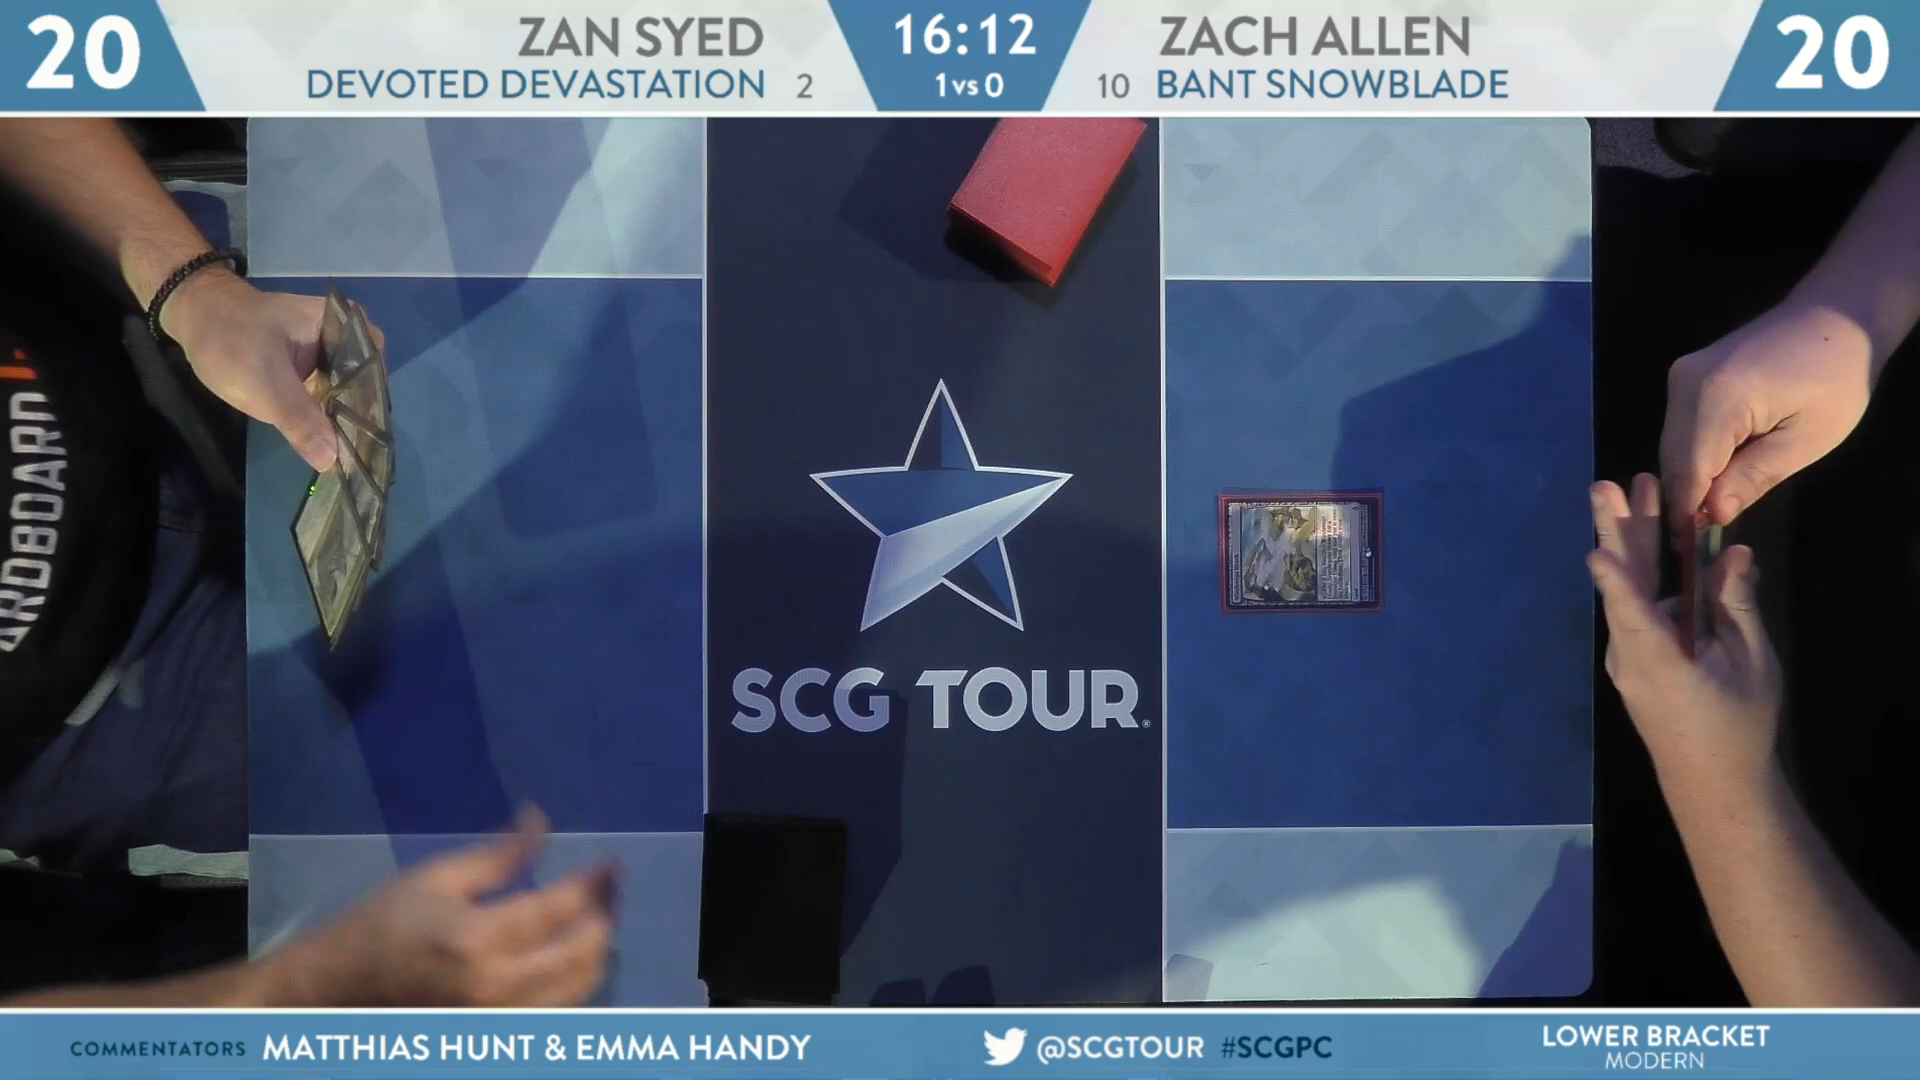 20
ZAN SYED
DEVOTED DEVASTATION 2
16:12
1 vs 0
ZACH ALLEN
10 BANT SNOWBLADE
20
ARDBOARD
SCG TOUR®
COMMENTATORS MATTHIAS HUNT & EMMA HANDY
@SCGTOUR #SCGPC
LOWER BRACKET
MODERN